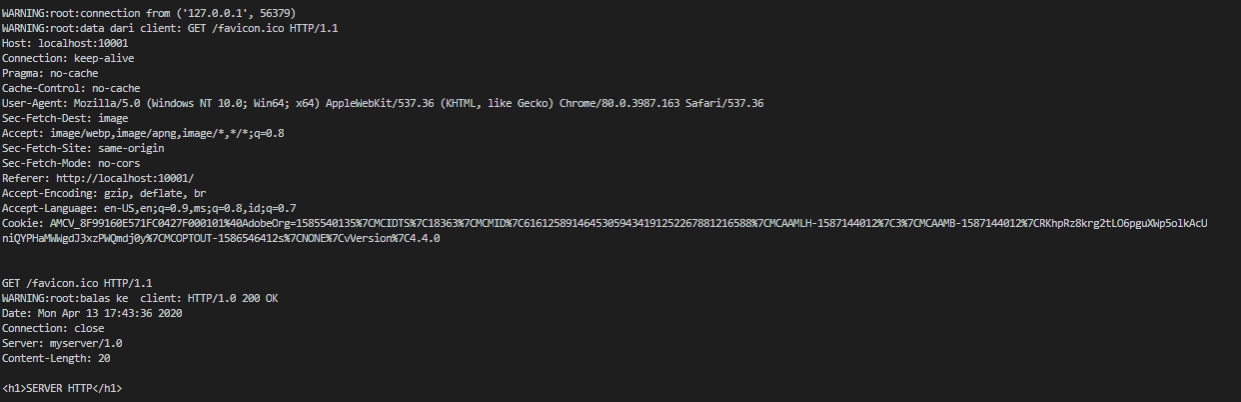 WARNING:root:connection from ('127.0.0.1', 56379)
WARNING:root:data dari client: GET /favicon.ico HTTP/1.1
Host: localhost:10001
Connection: keep-alive
Pragma: no-cache
Cache-Control: no-cache
User-Agent: Mozilla/5.0 (Windows NT 10.0; Win64; x64) AppleWebKit/537.36 (KHTML, like Gecko) Chrome/80.0.3987.163 Safari/537.36
Sec-Fetch-Dest: image
Accept: image/webp,image/apng,image/*,*/*;q=0.8
Sec-Fetch-Site: same-origin
Sec-Fetch-Mode: no-cors
Referer: http://localhost:10001/
Accept-Encoding: gzip, deflate, br
Accept-Language: en-US,en;q=0.9,ms;q=0.8,id;q=0.7
Cookie: AMCV_8F99160E571FC0427F000101%40AdobeOrg=1585540135%7CMCIDTS%7C18363%7CMCMID%7C61612589146453059434191252267881216588%7CMCAAMLH-1587144012%7C3%7CMCAAMB-1587144012%7CRKhpRz8krg2tLO6pguXWp5olkAcU
niQYPHaMWWgdJ3xzPWQmdj0y%7CMCOPTOUT-1586546412s%7CNONE%7CvVersion%7C4.4.0
GET /favicon.ico HTTP/1.1
WARNING:root:balas ke  client: HTTP/1.0 200 OK
Date: Mon Apr 13 17:43:36 2020
Connection: close
Server: myserver/1.0
Content-Length: 20
<h1>SERVER HTTP</h1>